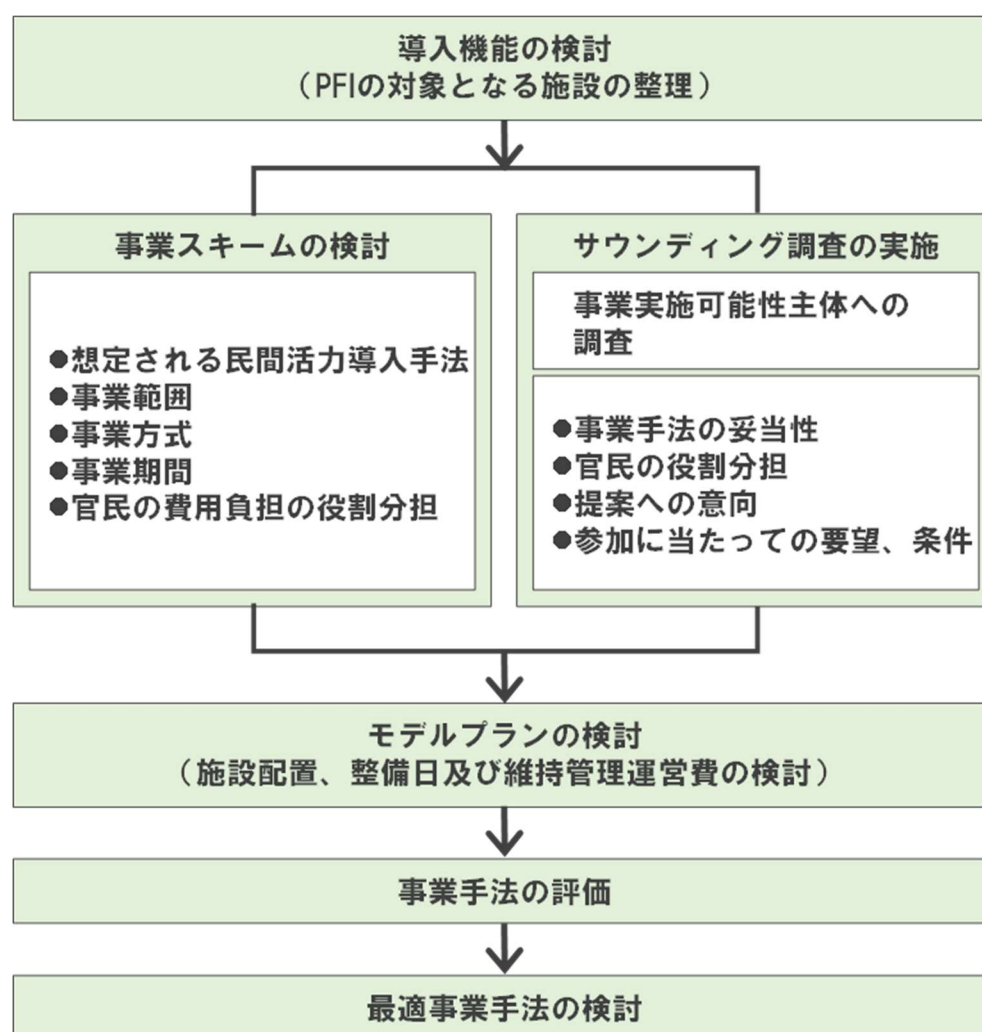 導入機能の検討
（PFIの対象となる施設の整理）
事業スキームの検討
●想定される民間活力導入手法
●事業範囲
●事業方式
●事業期間
●官民の費用負担の役割分担
サウンディング調査の実施
事業実施可能性主体への
調査
●事業手法の妥当性
●官民の役割分担
●提案への意向
●参加に当たっての要望、条件
モデルプランの検討
（施設配置、整備日及び維持管理運営費の検討）
事業手法の評価
最適事業手法の検討